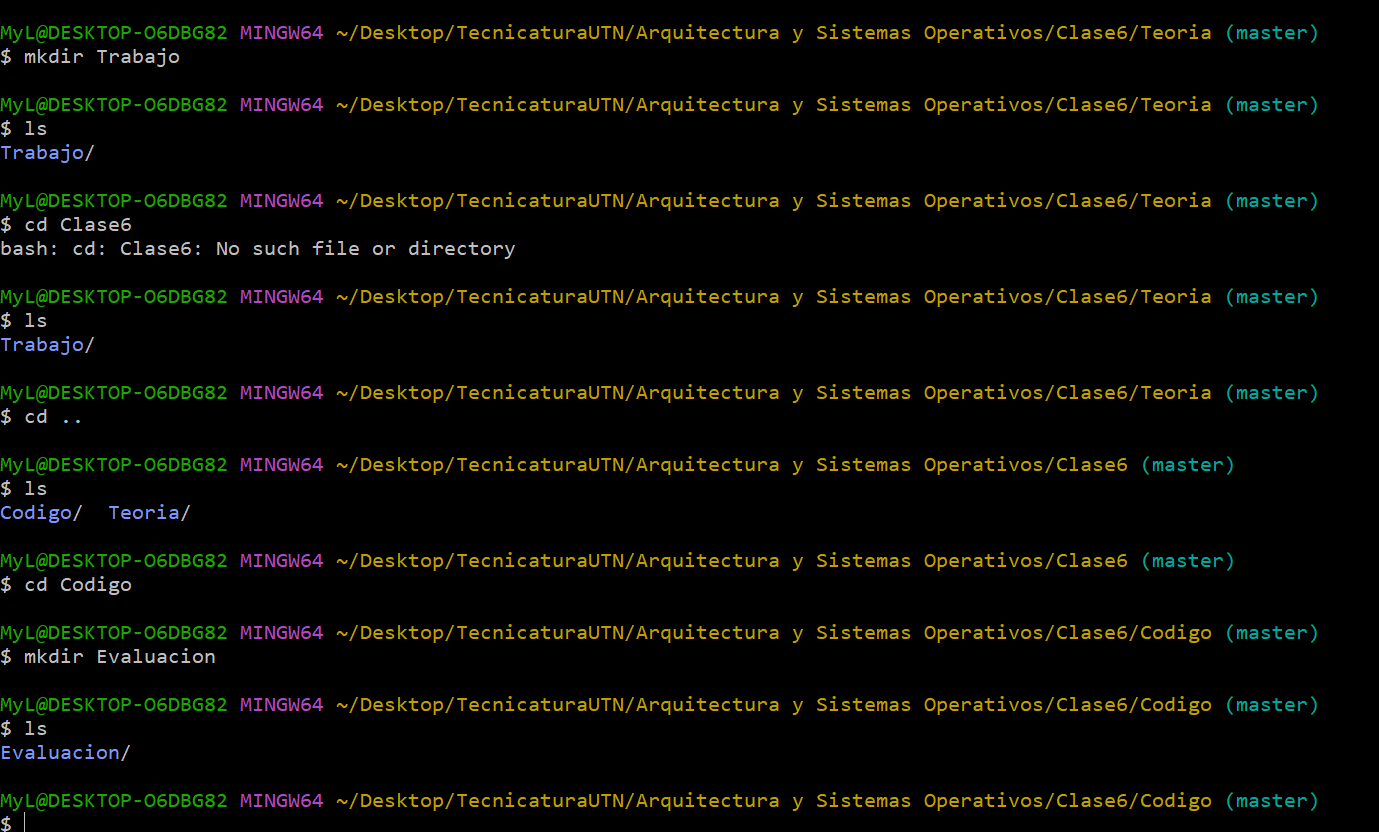 MyL@DESKTOP-O6DBG82 MINGW64 ~/Desktop/TecnicaturaUTN/Arquitectura y Sistemas Operativos/Clase6/Teoria (master)
$ mkdir Trabajo
MyL@DESKTOP-O6DBG82 MINGW64 ~/Desktop/TecnicaturaUTN/Arquitectura y Sistemas Operativos/Clase6/Teoria (master)
$ ls
Trabajo/
MyL@DESKTOP-O6DBG82 MINGW64 ~/Desktop/TecnicaturaUTN/Arquitectura y Sistemas Operativos/Clase6/Teoria (master)
$ cd Clase6
bash: cd: Clase6: No such file or directory
MyL@DESKTOP-O6DBG82 MINGW64 ~/Desktop/TecnicaturaUTN/Arquitectura y Sistemas Operativos/Clase6/Teoria (master)
$ ls
Trabajo/
MyL@DESKTOP-O6DBG82 MINGW64 ~/Desktop/TecnicaturaUTN/Arquitectura y Sistemas Operativos/Clase6/Teoria (master)
$ cd ..
MyL@DESKTOP-O6DBG82 MINGW64 ~/Desktop/TecnicaturaUTN/Arquitectura y Sistemas Operativos/Clase6 (master)
$ ls
Codigo/  Teoria/
MyL@DESKTOP-O6DBG82 MINGW64 ~/Desktop/TecnicaturaUTN/Arquitectura y Sistemas Operativos/Clase6 (master)
$ cd Codigo
MyL@DESKTOP-O6DBG82 MINGW64 ~/Desktop/TecnicaturaUTN/Arquitectura y Sistemas Operativos/Clase6/Codigo (master)
$ mkdir Evaluacion
MyL@DESKTOP-O6DBG82 MINGW64 ~/Desktop/TecnicaturaUTN/Arquitectura y Sistemas Operativos/Clase6/Codigo (master)
$ ls
Evaluacion/
MyL@DESKTOP-O6DBG82 MINGW64 ~/Desktop/TecnicaturaUTN/Arquitectura y Sistemas Operativos/Clase6/Codigo (master)
$